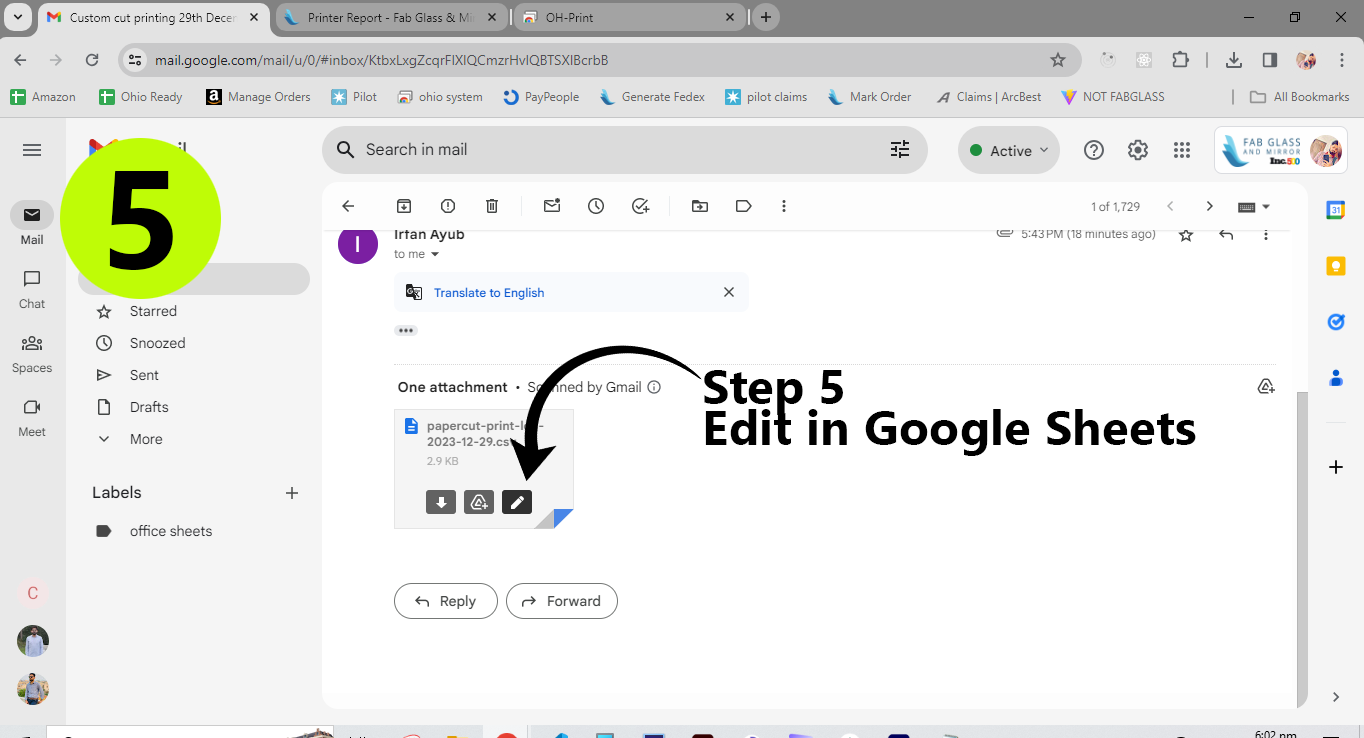 Custom cut printing 29th Decem
Printer Report - Fab Glass & Mi
OH-Print
mail.google.com/mail/u/0/#inbox/KtbxLxgZcqrFlXlQCmzrHvlQBTSXlBcrbB
Amazon
Ohio Ready
Manage Orders
Pilot
ohio system
PayPeople
Generate Fedex
pilot claims
Mark Order
Claims | ArcBest
NOT FABGLASS
All Bookmarks
Search in mail
Active
FAB GLASS
AND MIRROR
Inc.500
5
Mail
Chat
Spaces
Meet
Starred
Snoozed
Sent
Drafts
More
Labels
office sheets
C
1 of 1,729
I
Irfan Ayub
5:43 PM (18 minutes ago)
to me
Translate to English
One attachment • Scanned by Gmail
papercut-print-log-
2023-12-29.csv
2.9 KB
Step 5
Edit in Google Sheets
Reply
Forward
31
6:02 pm